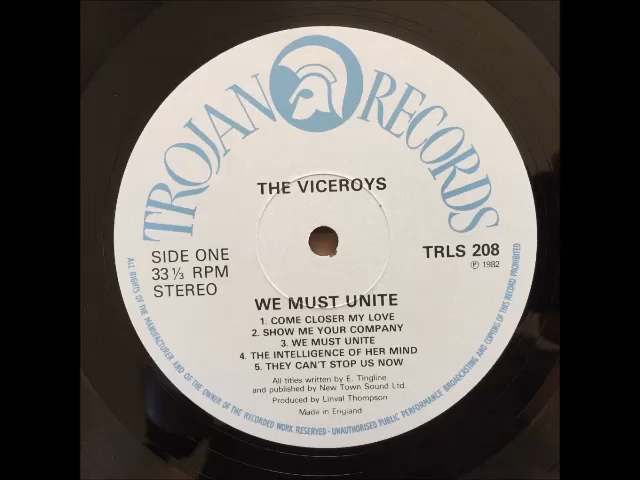 TROJAN RECORDS
THE VICEROYS
SIDE ONE
33⅓ RPM
STEREO
TRLS 208
℗ 1982
WE MUST UNITE
1. COME CLOSER MY LOVE
2. SHOW ME YOUR COMPANY
3. WE MUST UNITE
4. THE INTELLIGENCE OF HER MIND
5. THEY CAN'T STOP US NOW
All titles written by E. Tingline
and published by New Town Sound Ltd.
Produced by Linval Thompson
Made in England
ALL RIGHTS OF THE MANUFACTURER AND OF THE OWNER OF THE RECORDED WORK RESERVED - UNAUTHORISED PUBLIC PERFORMANCE BROADCASTING AND COPYING OF THIS RECORD PROHIBITED